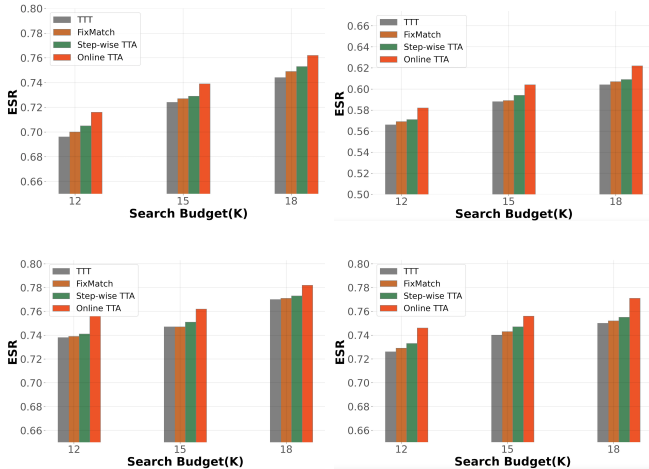 0.80
0.76
0.74
0.72
0.70
0.68
0.66
ESR
TTT
FixMatch
Step-wise TTA
Online TTA
12
15
18
Search Budget(K)
0.66
0.64
0.62
0.60
0.58
0.56
0.54
0.52
0.50
ESR
TTT
FixMatch
Step-wise TTA
Online TTA
12
15
18
Search Budget(K)
0.80
0.78
0.76
0.74
0.72
0.70
0.68
0.66
ESR
TTT
FixMatch
Step-wise TTA
Online TTA
12
15
18
Search Budget(K)
0.80
0.78
0.76
0.74
0.72
0.70
0.68
0.66
ESR
TTT
FixMatch
Step-wise TTA
Online TTA
12
15
18
Search Budget(K)